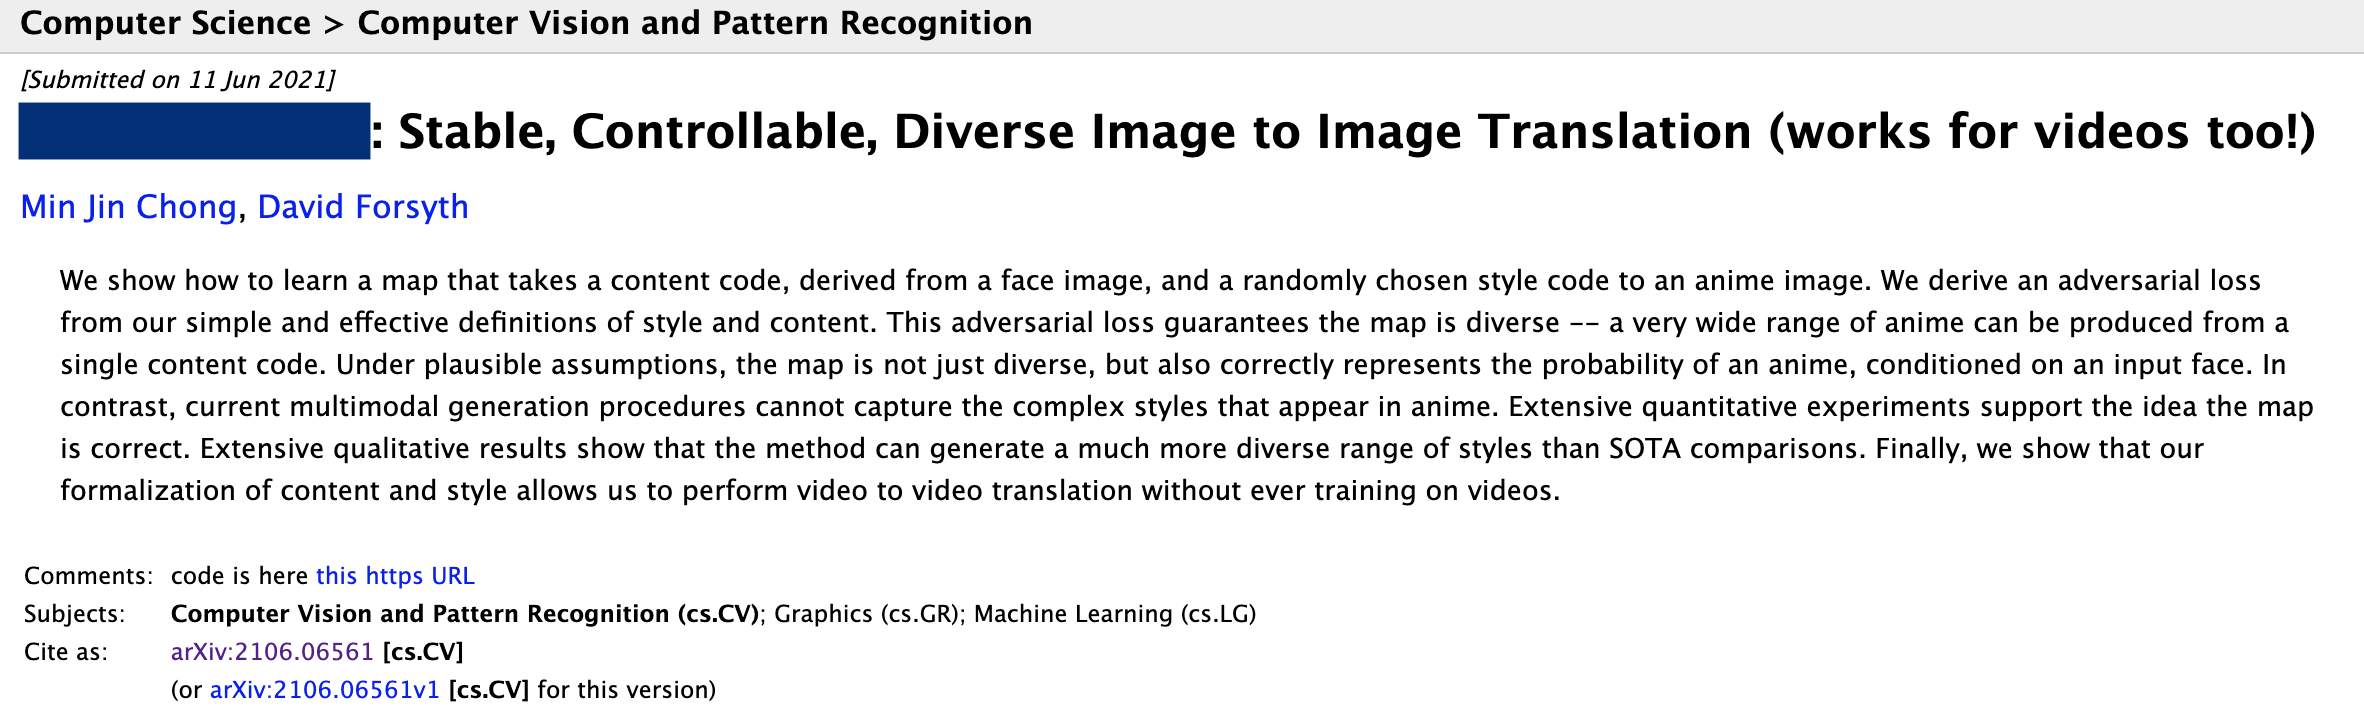 Computer Science > Computer Vision and Pattern Recognition
[Submitted on 11 Jun 2021]
: Stable, Controllable, Diverse Image to Image Translation (works for videos too!)
Min Jin Chong, David Forsyth
We show how to learn a map that takes a content code, derived from a face image, and a randomly chosen style code to an anime image. We derive an adversarial loss
from our simple and effective definitions of style and content. This adversarial loss guarantees the map is diverse -- a very wide range of anime can be produced from a
single content code. Under plausible assumptions, the map is not just diverse, but also correctly represents the probability of an anime, conditioned on an input face. In
contrast, current multimodal generation procedures cannot capture the complex styles that appear in anime. Extensive quantitative experiments support the idea the map
is correct. Extensive qualitative results show that the method can generate a much more diverse range of styles than SOTA comparisons. Finally, we show that our
formalization of content and style allows us to perform video to video translation without ever training on videos.
Comments: code is here this https URL
Subjects: Computer Vision and Pattern Recognition (cs.CV); Graphics (cs.GR); Machine Learning (cs.LG)
Cite as: arXiv:2106.06561 [cs.CV]
(or arXiv:2106.06561v1 [cs.CV] for this version)